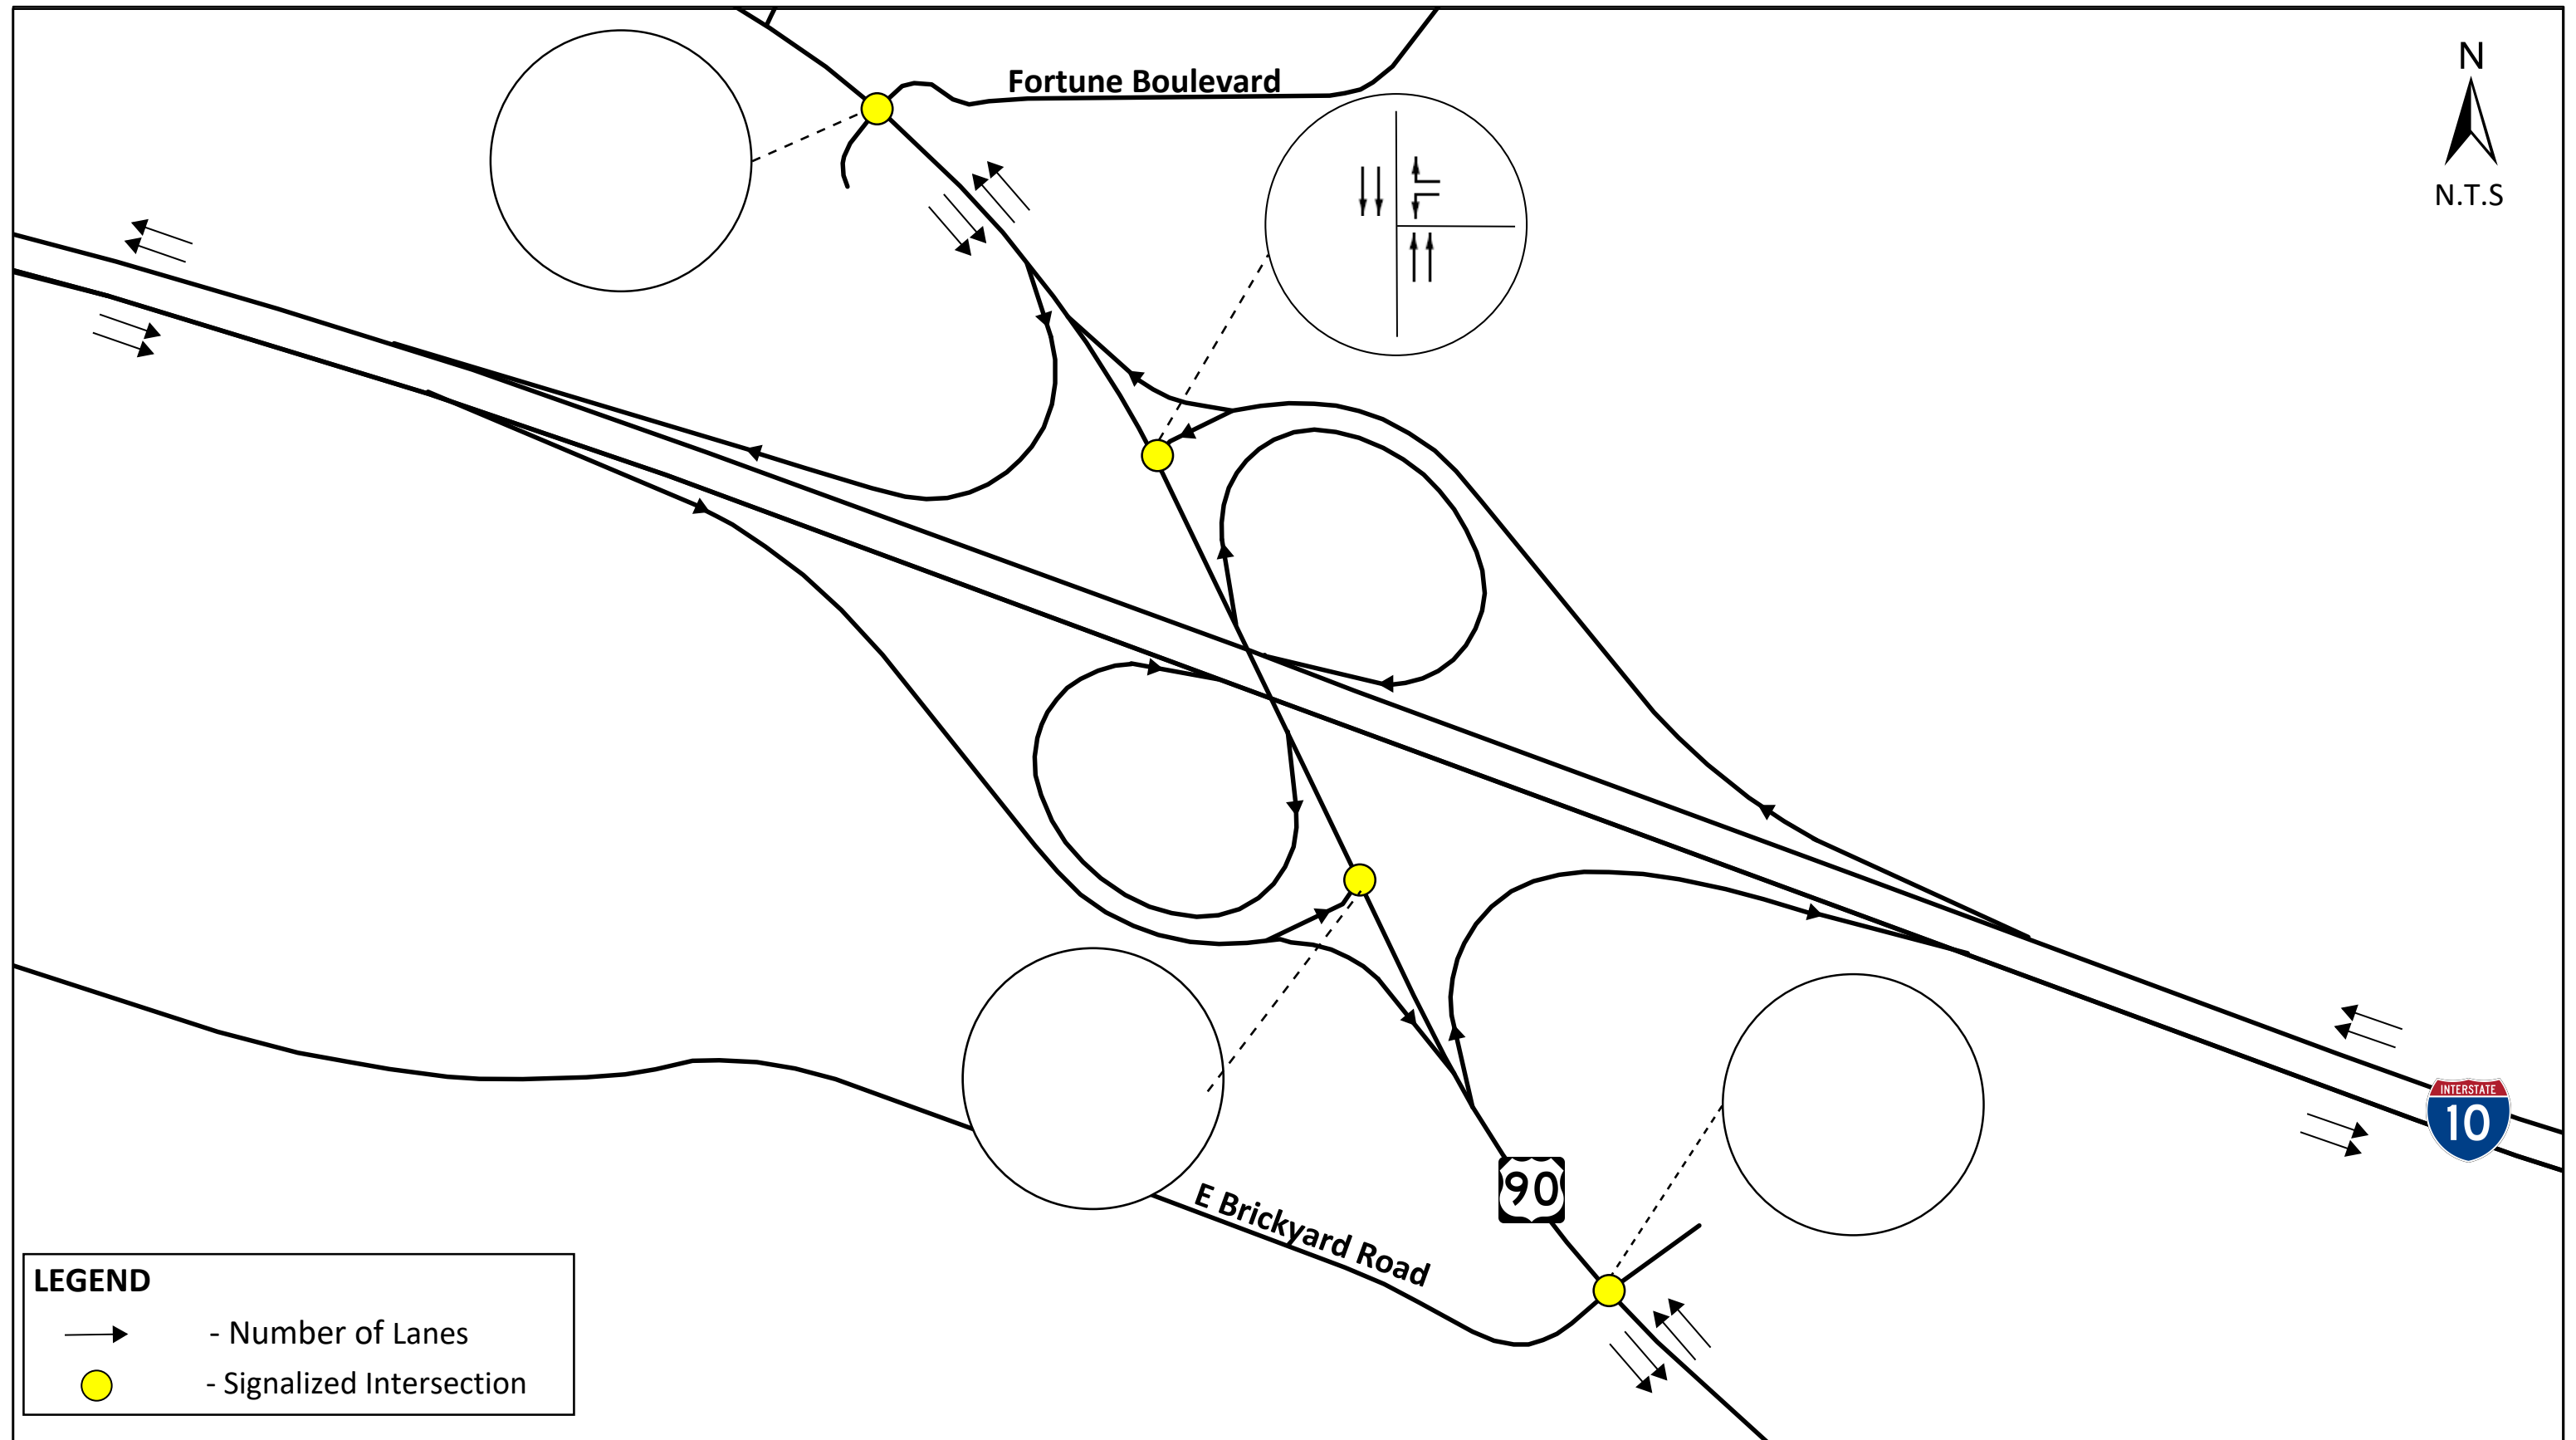 Fortune Boulevard
N
N.T.S
INTERSTATE
10
90
E Brickyard Road
LEGEND
- Number of Lanes
- Signalized Intersection